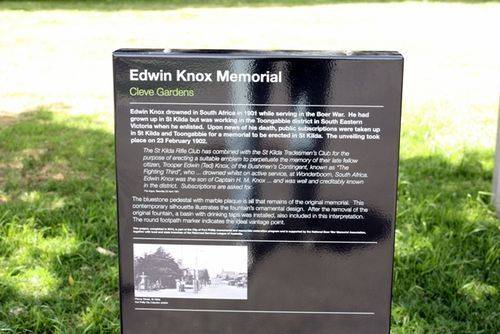 Edwin Knox Memorial
Cleve Gardens
Edwin Knox drowned in South Africa in 1901 while serving in the Boer War. He had
grown up in St Kilda but was working in the Toongabbie district in South Eastern
Victoria when he enlisted. Upon news of his death, public subscriptions were taken up
in St Kilda and Toongabbie for a memorial to be erected in St Kilda. The unveiling took
place on 23 February 1902.
The St Kilda Rifle Club has combined with the St Kilda Tradesmen's Club for the
purpose of erecting a suitable emblem to perpetuate the memory of their late fellow
citizen, Trooper Edwin (Ted) Knox, of the Bushmen's Contingent, known as "The
Fighting Third", who ... drowned whilst on active service, at Wonderboom, South Africa.
Edwin Knox was the son of Captain H. M. Knox ... and was well and creditably known
in the district. Subscriptions are asked for.
The bluestone pedestal with marble plaque is all that remains of the original memorial. This
contemporary silhouette illustrates the fountain's ornamental design. After the removal of the
original fountain, a basin with drinking taps was installed, also included in this interpretation.
The round footpath marker indicates the ideal vantage point.